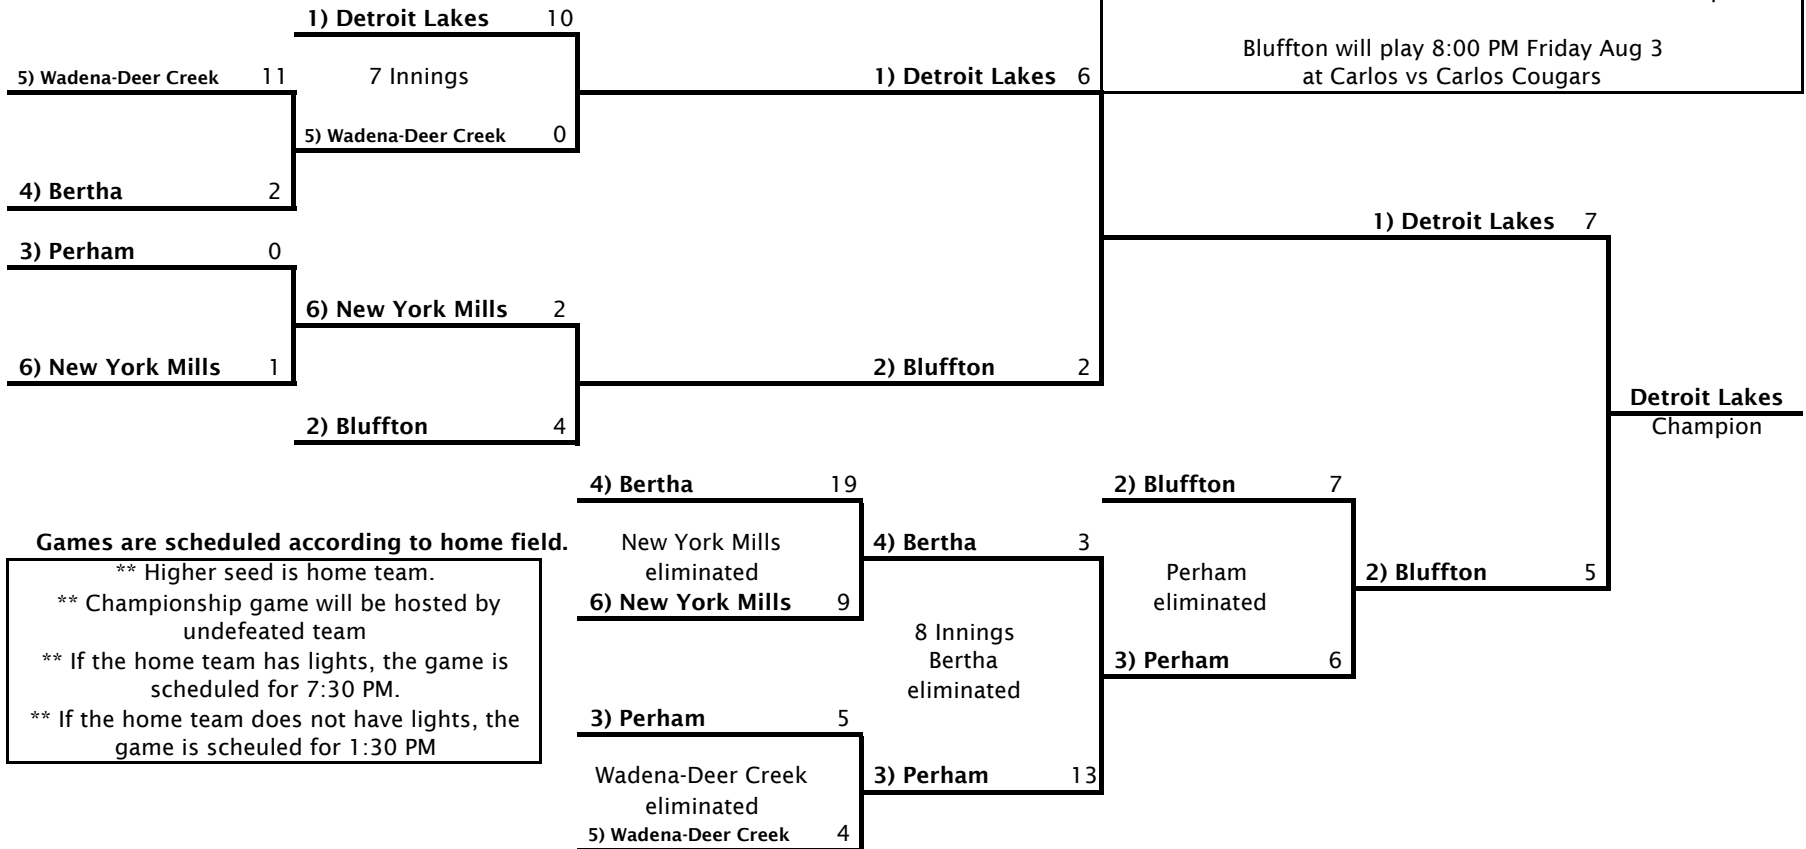 1) Detroit Lakes 10
Bluffton will play 8:00 PM Friday Aug 3
at Carlos vs Carlos Cougars
5) Wadena-Deer Creek 11
7 Innings
1) Detroit Lakes 6
5) Wadena-Deer Creek 0
4) Bertha 2
1) Detroit Lakes 7
3) Perham 0
6) New York Mills 2
6) New York Mills 1
2) Bluffton 2
Detroit Lakes
Champion
2) Bluffton 4
4) Bertha 19
2) Bluffton 7
Games are scheduled according to home field.
** Higher seed is home team.
** Championship game will be hosted by
undefeated team
** If the home team has lights, the game is
scheduled for 7:30 PM.
** If the home team does not have lights, the
game is scheuled for 1:30 PM
New York Mills
eliminated
6) New York Mills 9
4) Bertha 3
Perham
eliminated
2) Bluffton 5
8 Innings
Bertha
eliminated
3) Perham 6
3) Perham 5
Wadena-Deer Creek
eliminated
5) Wadena-Deer Creek 4
3) Perham 13